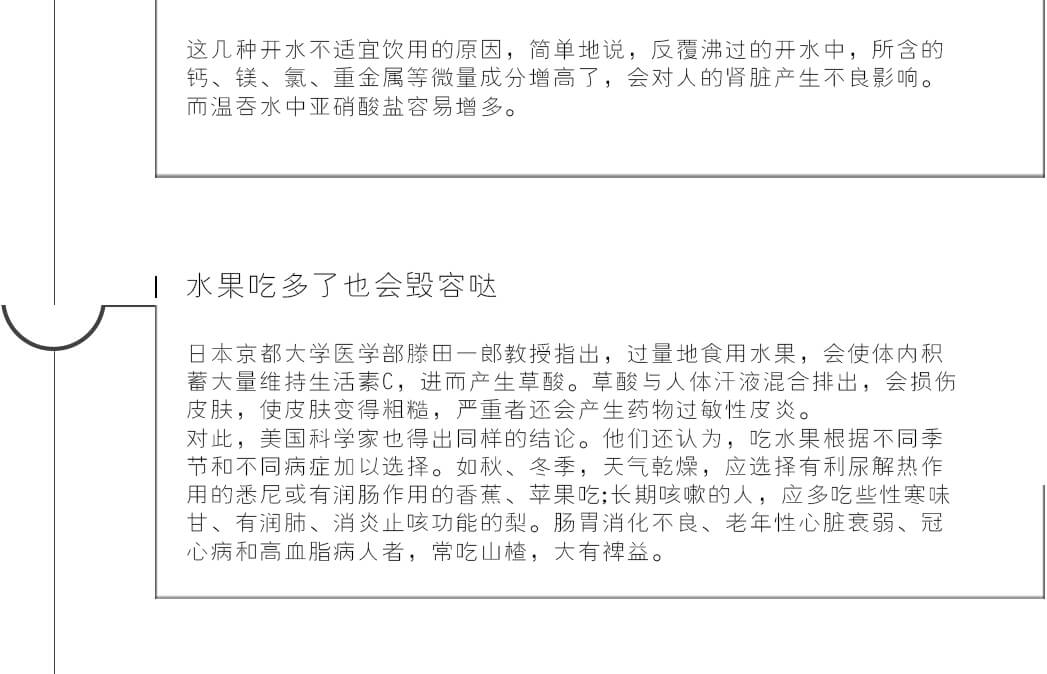 这几种开水不适宜饮用的原因，简单地说，反覆沸过的开水中，所含的
钙、镁、氯、重金属等微量成分增高了，会对人的肾脏产生不良影响。
而温吞水中亚硝酸盐容易增多。
水果吃多了也会毁容哒
日本京都大学医学部滕田一郎教授指出，过量地食用水果，会使体内积
蓄大量维持生活素C，进而产生草酸。草酸与人体汗液混合排出，会损伤
皮肤，使皮肤变得粗糙，严重者还会产生药物过敏性皮炎。
对此，美国科学家也得出同样的结论。他们还认为，吃水果根据不同季
节和不同病症加以选择。如秋、冬季，天气乾燥，应选择有利尿解热作
用的悉尼或有润肠作用的香蕉、苹果吃;长期咳嗽的人，应多吃些性寒味
甘、有润肺、消炎止咳功能的梨。肠胃消化不良、老年性心脏衰弱、冠
心病和高血脂病人者，常吃山楂，大有裨益。